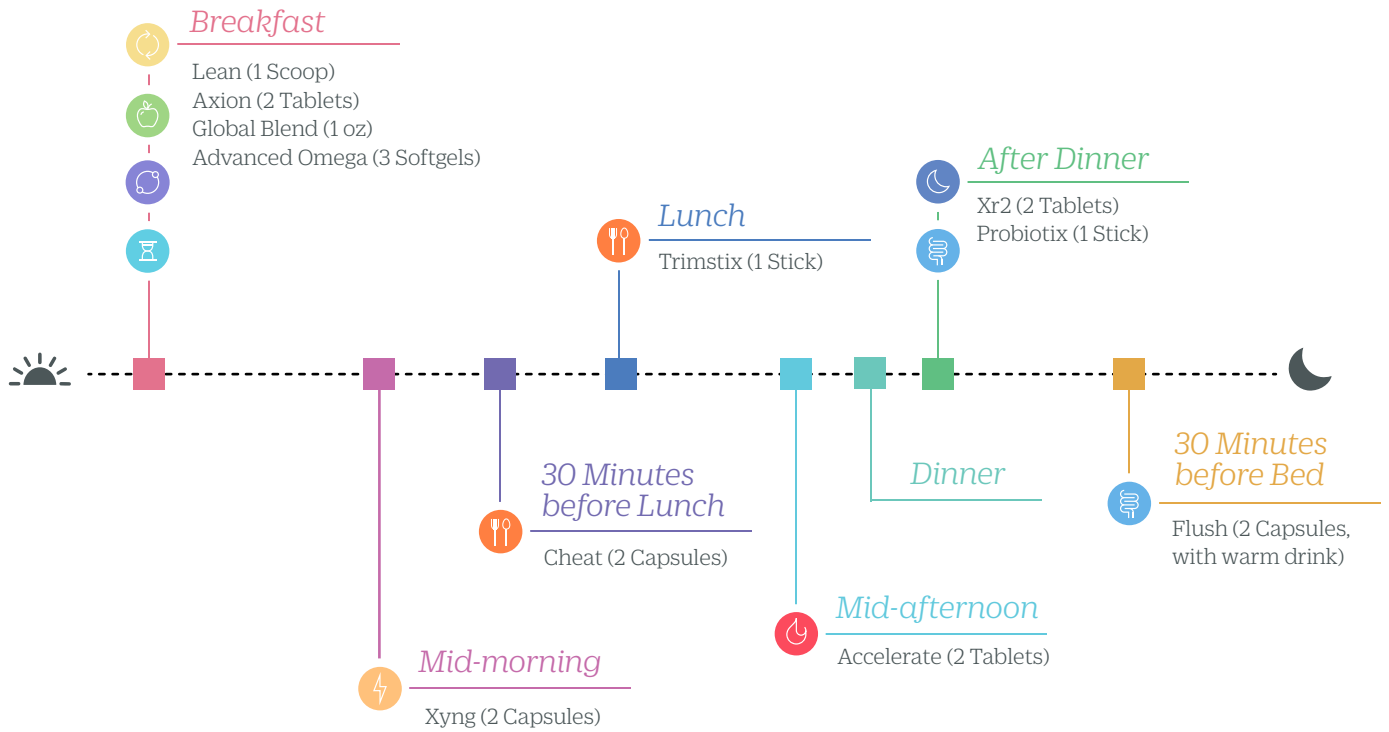 Breakfast
Lean (1 Scoop)
Axion (2 Tablets)
Global Blend (1 oz)
Advanced Omega (3 Softgels)
Mid-morning
Xyng (2 Capsules)
30 Minutes
before Lunch
Cheat (2 Capsules)
Lunch
Trimstix (1 Stick)
Mid-afternoon
Accelerate (2 Tablets)
Dinner
After Dinner
Xr2 (2 Tablets)
Probiotix (1 Stick)
30 Minutes
before Bed
Flush (2 Capsules,
with warm drink)